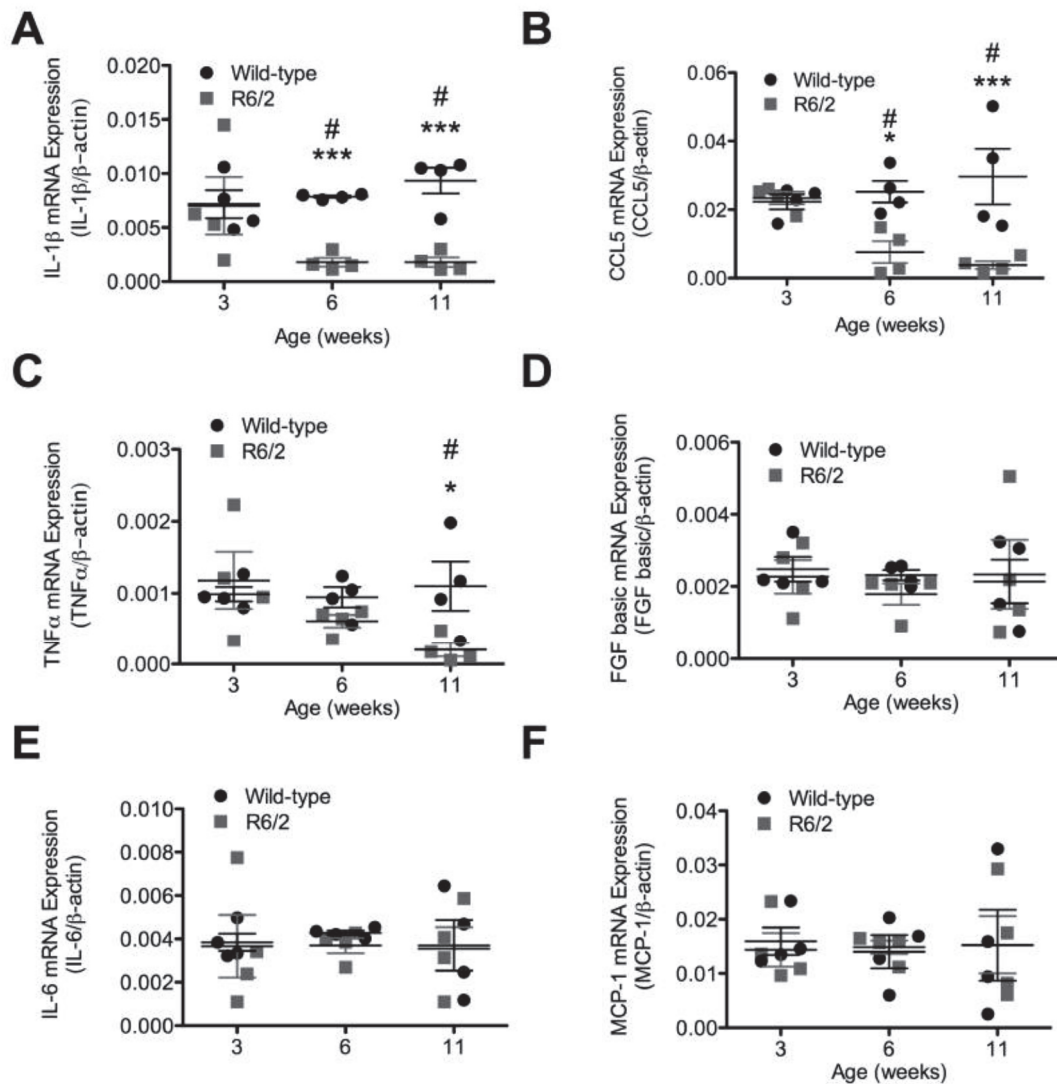 A
IL-1β mRNA Expression
(IL-1β/β−actin)
0.020
0.015
0.010
0.005
0.000
Wild-type
R6/2
#
***
#
***
3
6
11
Age (weeks)
B
CCL5 mRNA Expression
(CCL5/β-actin)
0.06
0.04
0.02
0.00
Wild-type
R6/2
#
*
#
***
3
6
11
Age (weeks)
C
TNFα mRNA Expression
(TNFα/β−actin)
0.003
0.002
0.001
0.000
Wild-type
R6/2
#
*
3
6
11
Age (weeks)
D
FGF basic mRNA Expression
(FGF basic/β-actin)
0.006
0.004
0.002
0.000
Wild-type
R6/2
3
6
11
Age (weeks)
E
IL-6 mRNA Expression
(IL-6/β-actin)
0.010
0.008
0.006
0.004
0.002
0.000
Wild-type
R6/2
3
6
11
Age (weeks)
F
MCP-1 mRNA Expression
(MCP-1/β-actin)
0.04
0.03
0.02
0.01
0.00
Wild-type
R6/2
3
6
11
Age (weeks)